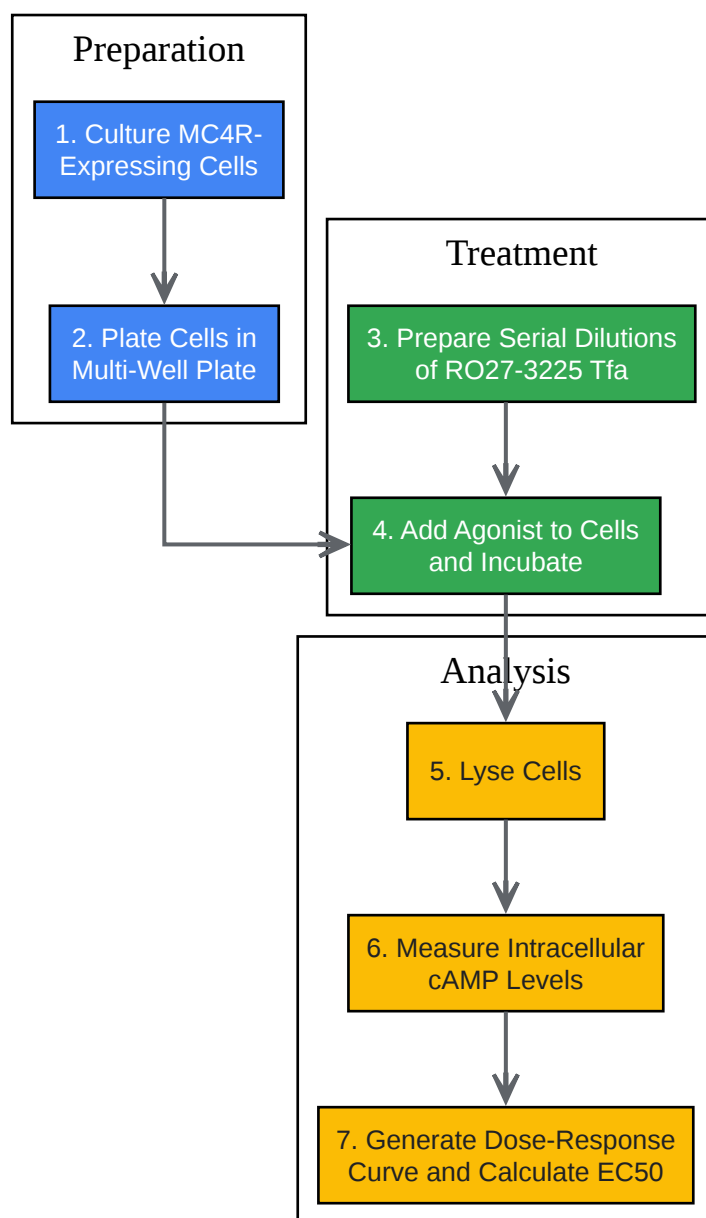 Preparation
1. Culture MC4R-
Expressing Cells
2. Plate Cells in
Multi-Well Plate
Treatment
3. Prepare Serial Dilutions
of RO27-3225 Tfa
4. Add Agonist to Cells
and Incubate
Analysis
5. Lyse Cells
6. Measure Intracellular
cAMP Levels
7. Generate Dose-Response
Curve and Calculate EC50